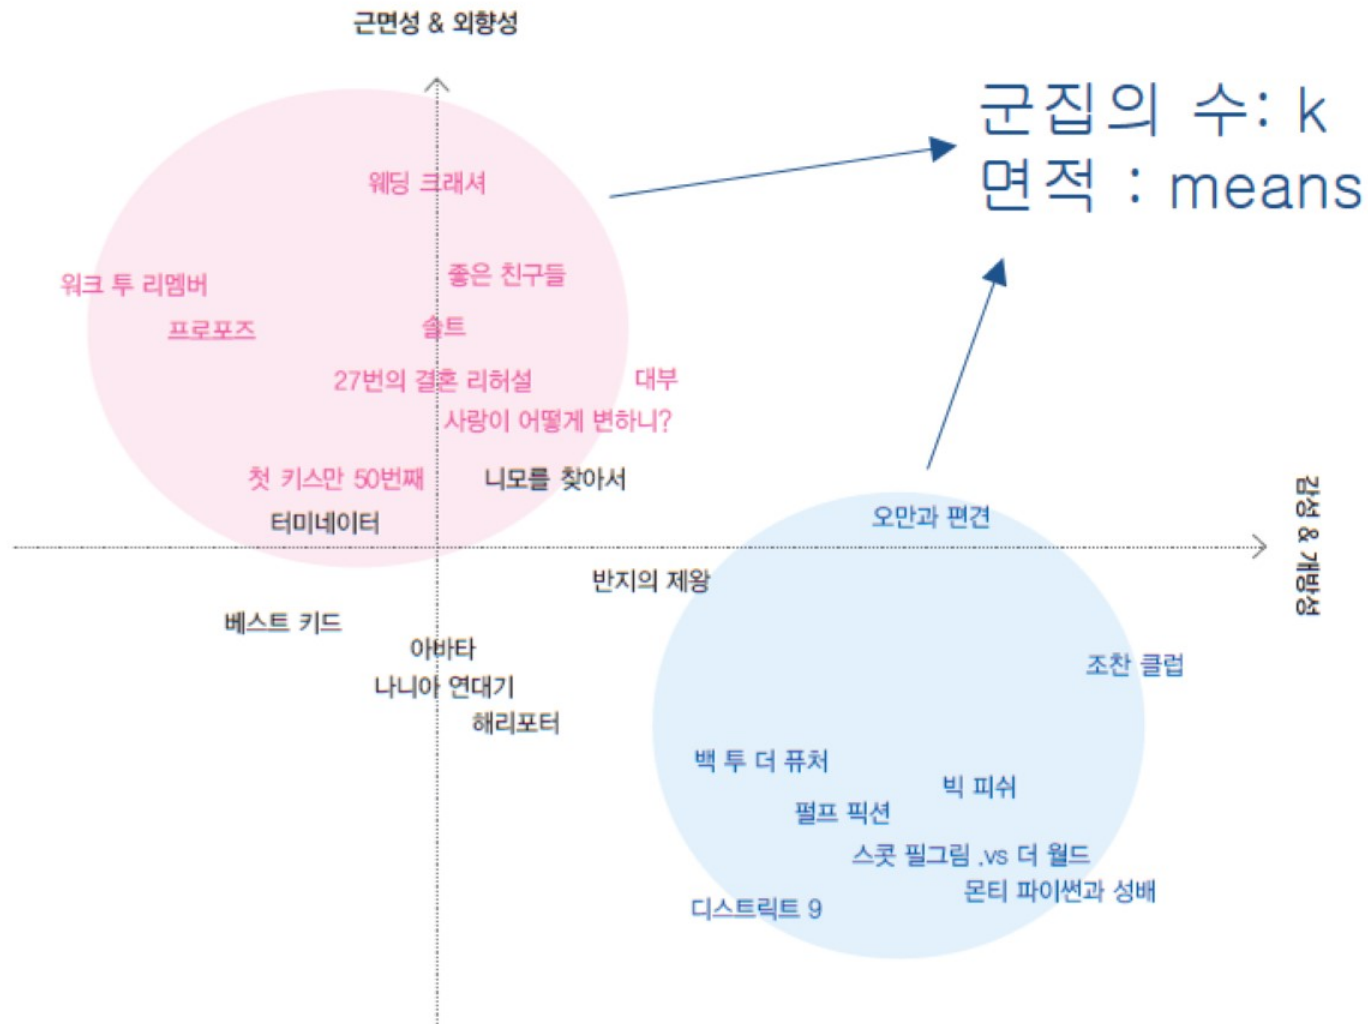 근면성 & 외향성
군집의 수: k
면적 : means
웨딩 크래셔
좋은 친구들
워크 투 리멤버
프로포즈
솔트
27번의 결혼 리허설
대부
사랑이 어떻게 변하니?
첫 키스만 50번째
니모를 찾아서
터미네이터
오만과 편견
감성 & 개방성
반지의 제왕
베스트 키드
아바타
나니아 연대기
해리포터
조찬 클럽
백 투 더 퓨처
빅 피쉬
펄프 픽션
스콧 필그림 .vs 더 월드
몬티 파이썬과 성배
디스트릭트 9